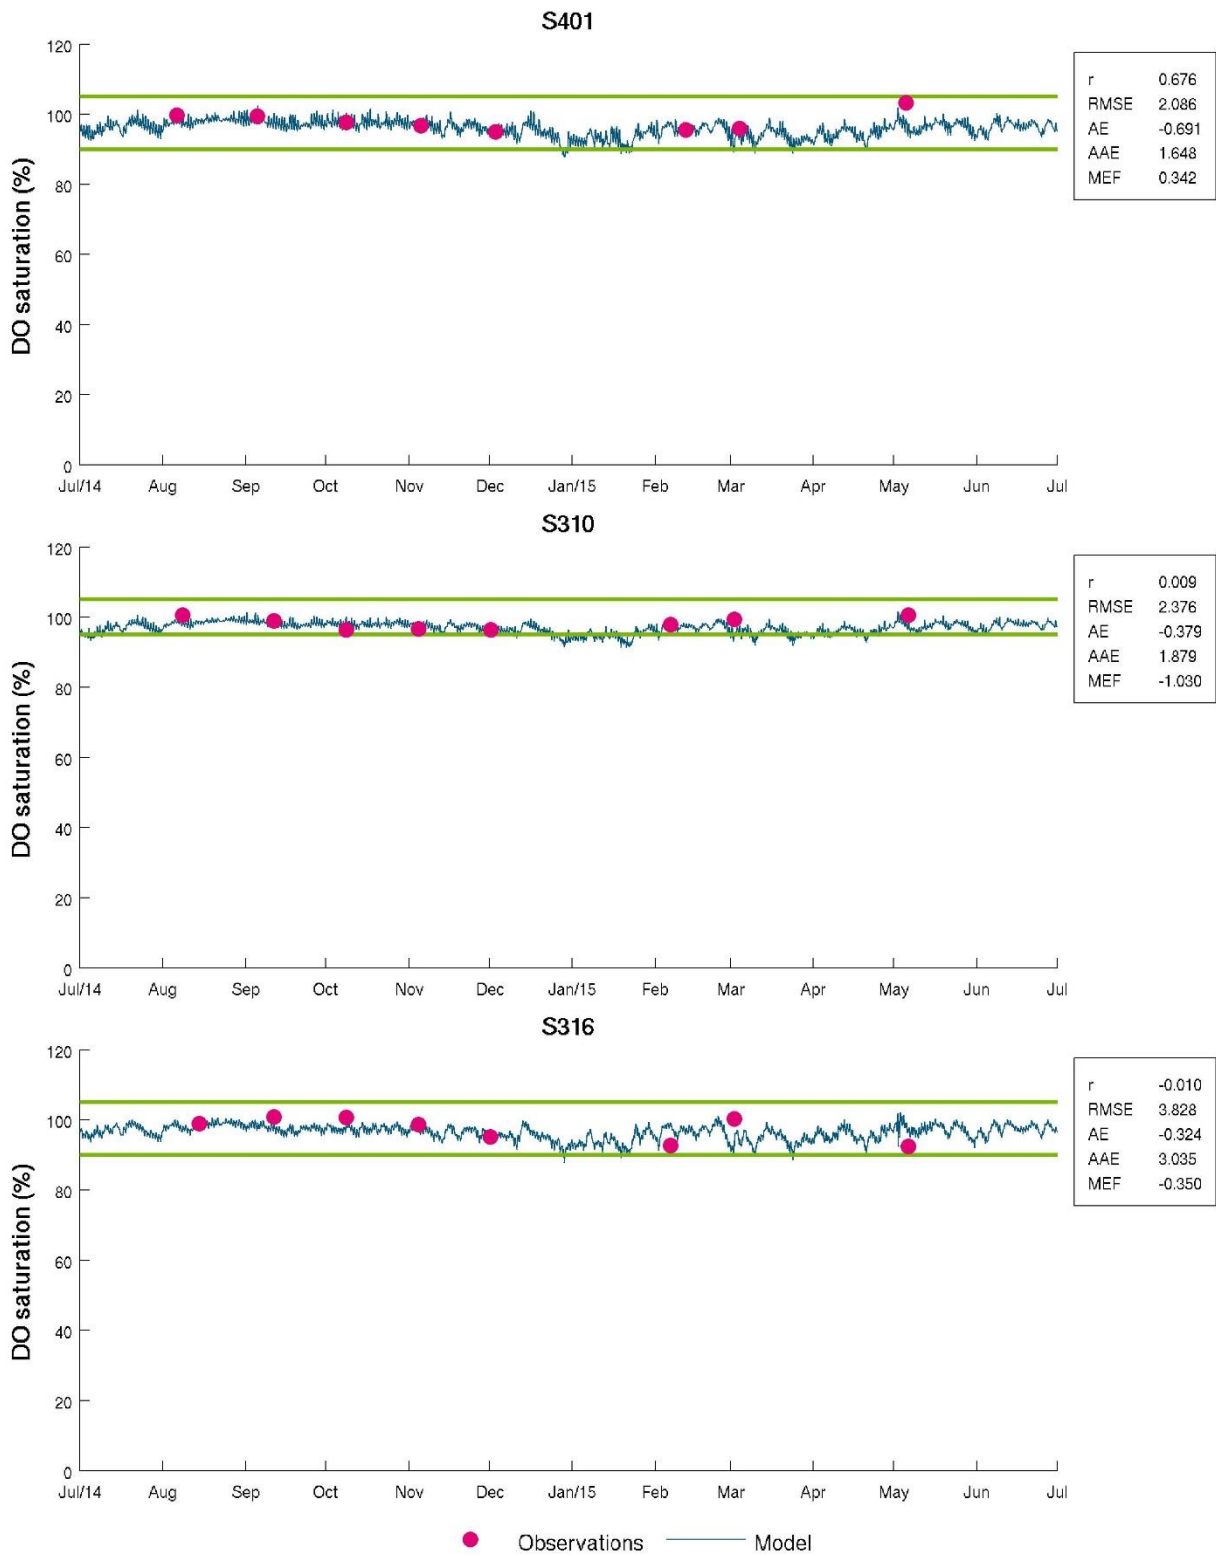 S401
120
100
80
60
40
20
0
DO saturation (%)
Jul/14 Aug Sep Oct Nov Dec Jan/15 Feb Mar Apr May Jun Jul
r 0.676
RMSE 2.086
AE -0.691
AAE 1.648
MEF 0.342
S310
120
100
80
60
40
20
0
DO saturation (%)
Jul/14 Aug Sep Oct Nov Dec Jan/15 Feb Mar Apr May Jun Jul
r 0.009
RMSE 2.376
AE -0.379
AAE 1.879
MEF -1.030
S316
120
100
80
60
40
20
0
DO saturation (%)
Jul/14 Aug Sep Oct Nov Dec Jan/15 Feb Mar Apr May Jun Jul
r -0.010
RMSE 3.828
AE -0.324
AAE 3.035
MEF -0.350
Observations Model